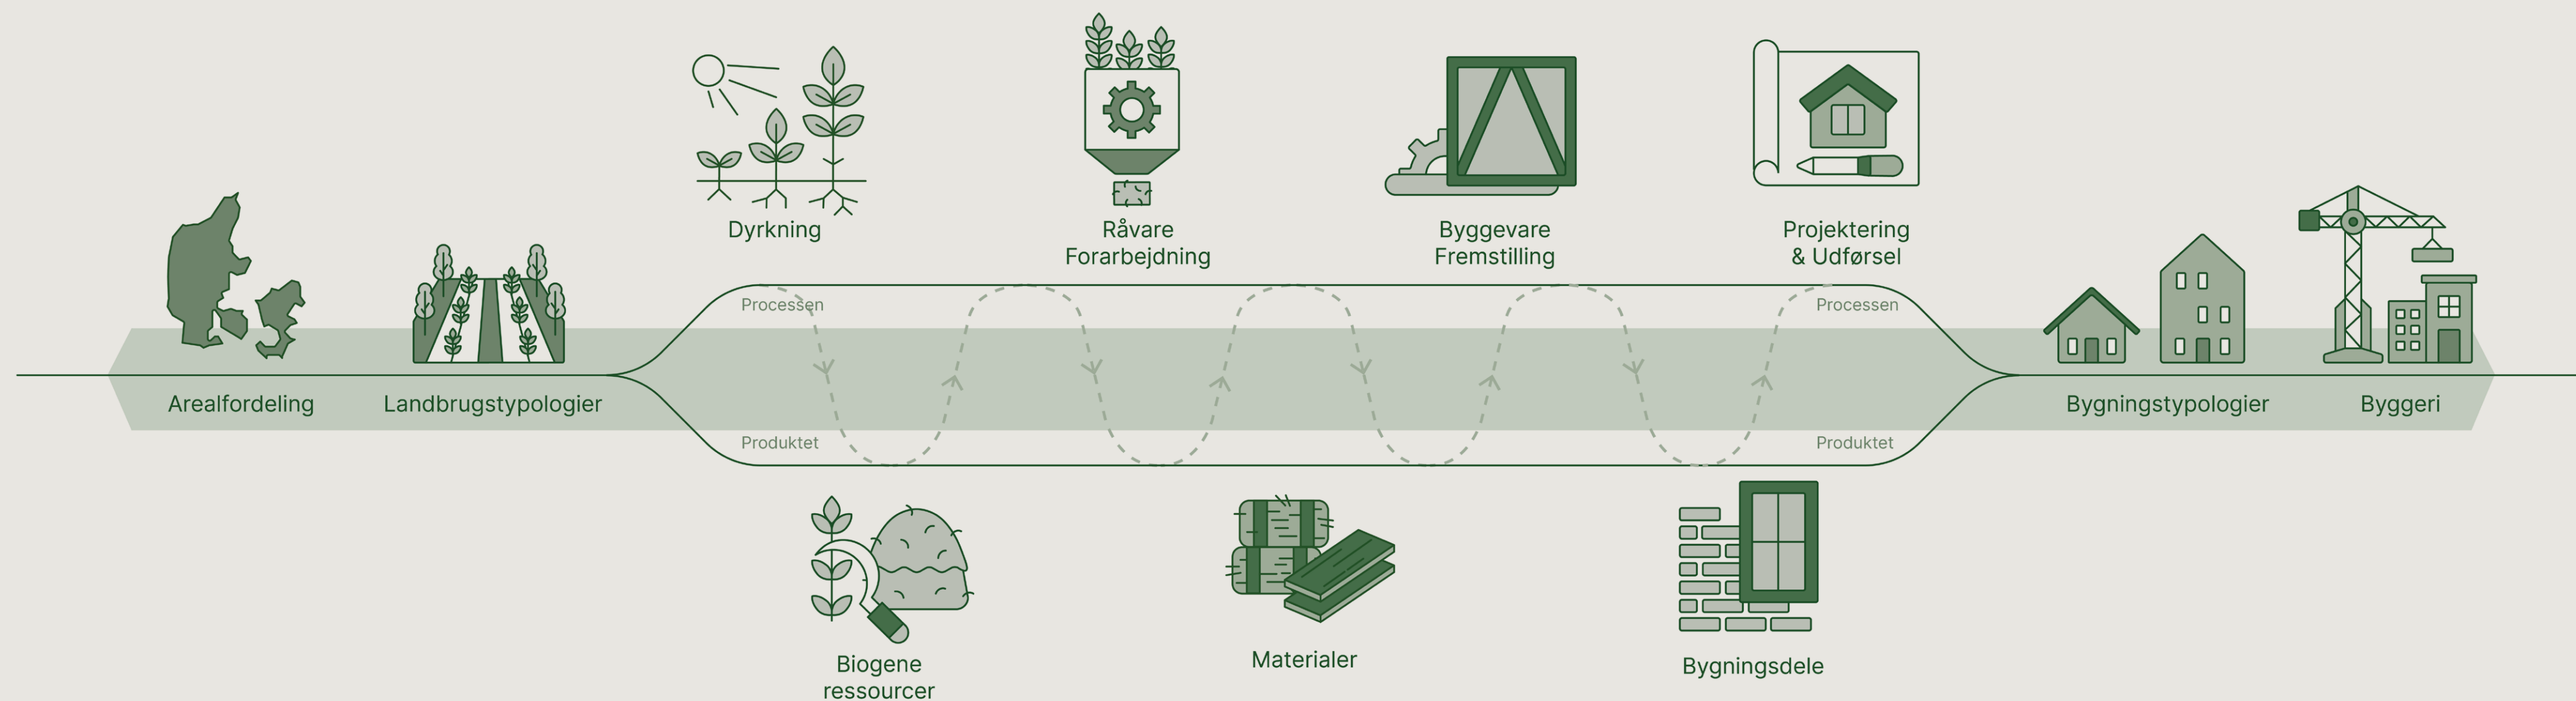 Dyrkning
Råvare
Forarbejdning
Byggevare
Fremstilling
Projektering
& Udførsel
Processen
Processen
Arealfordeling
Landbrugstypologier
Bygningstypologier
Byggeri
Produktet
Produktet
Biogene
ressourcer
Materialer
Bygningsdele